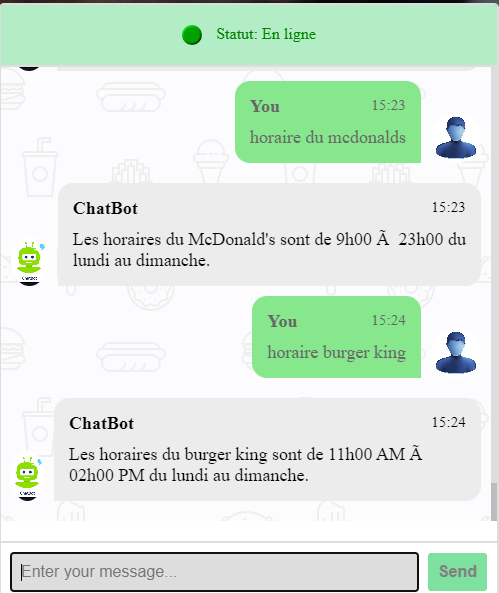 Statut: En ligne
You 15:23
horaire du mcdonalds
ChatBot 15:23
Les horaires du McDonald's sont de 9h00 Ã  23h00 du
lundi au dimanche.
ChatBot
You 15:24
horaire burger king
ChatBot 15:24
Les horaires du burger king sont de 11h00 AM Ã
02h00 PM du lundi au dimanche.
ChatBot
Enter your message...
Send